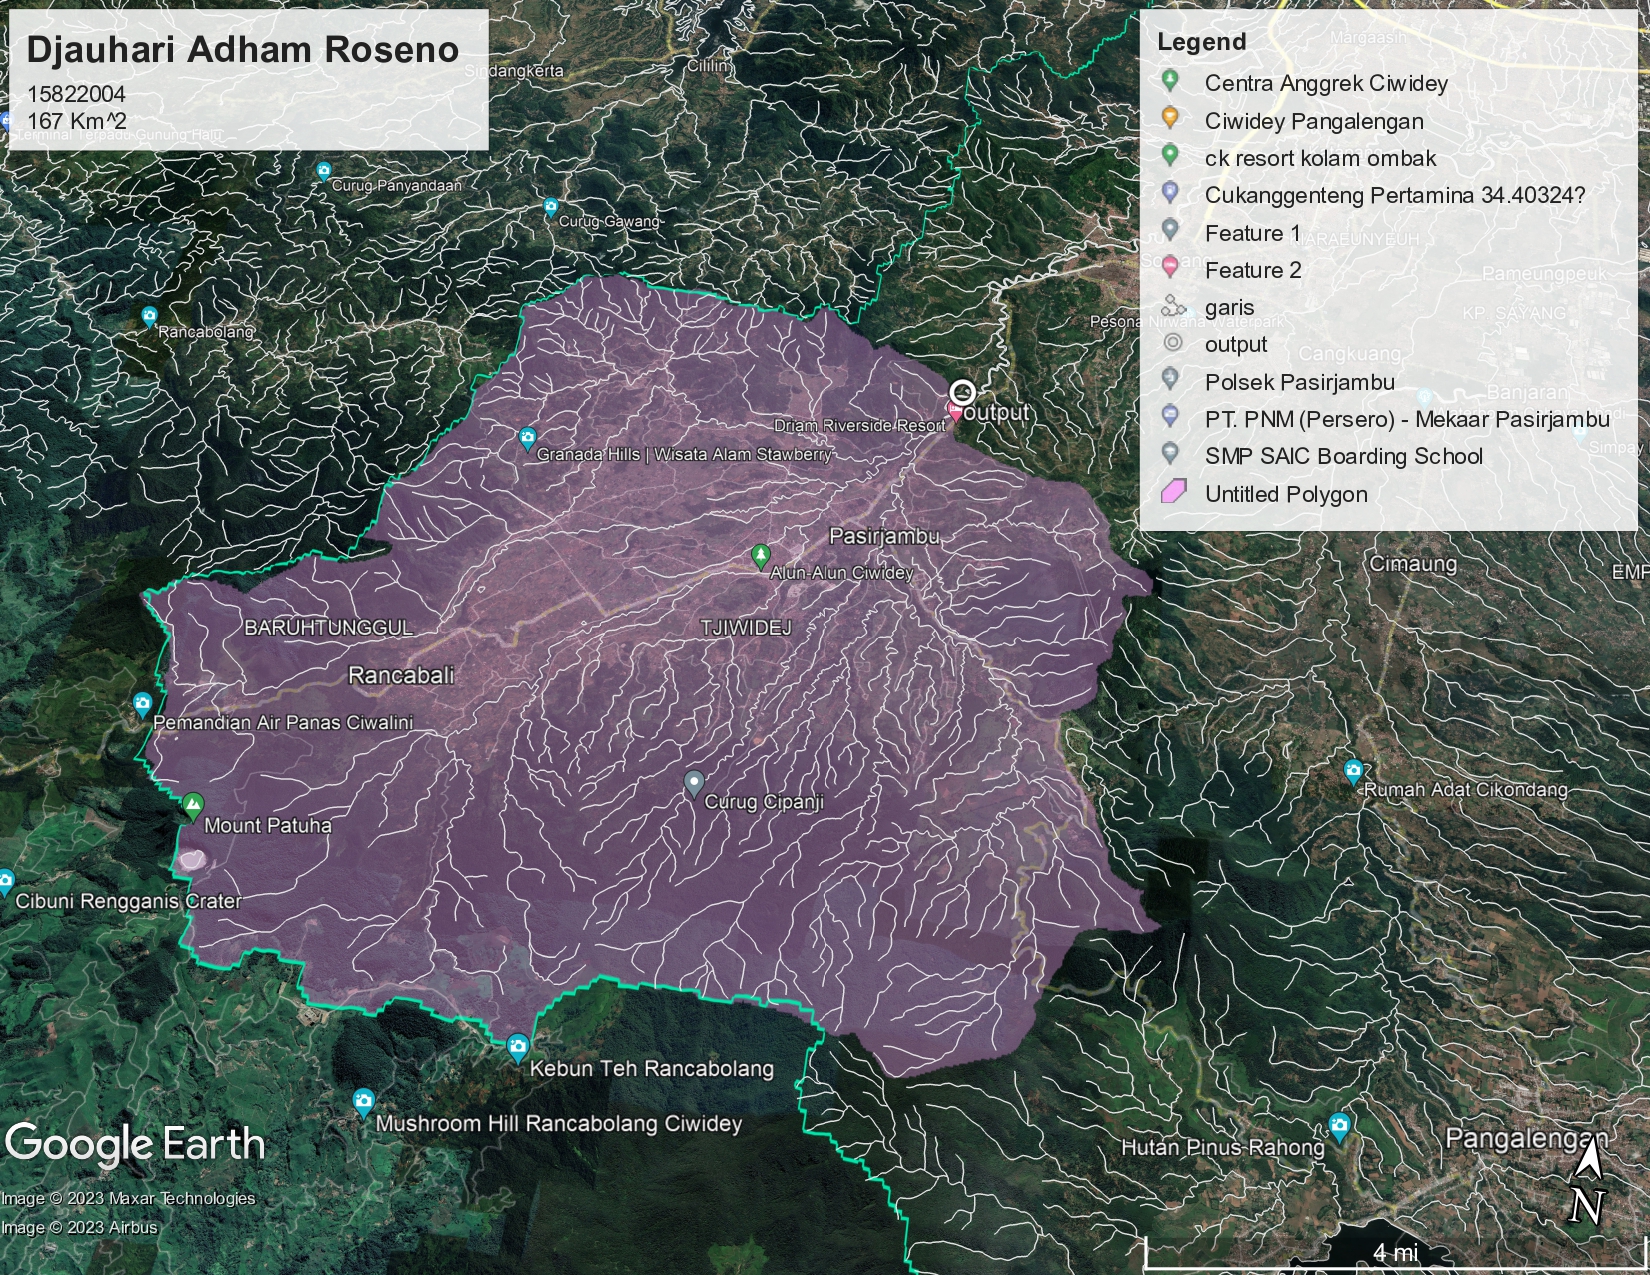 Djauhari Adham Roseno
15822004
167 Km^2
Legend
Centra Anggrek Ciwidey
Ciwidey Pangalengan
ck resort kolam ombak
Cukanggenteng Pertamina 34.40324?
Feature 1
Feature 2
garis
output
Polsek Pasirjambu
PT. PNM (Persero) - Mekaar Pasirjambu
SMP SAIC Boarding School
Untitled Polygon
Margaasih
Sindangkerta
Cililin
Terminal Terpadu Gunung Halu
Curug Panyandaan
Curug Gawang
Soreang
Pameungpeuk
Rancabolang
Pesona Nirwana Waterpark
KP. SAYANG
Cangkuang
Banjaran
output
Driam Riverside Resort
Granada Hills | Wisata Alam Stawberry
Simpay
Pasirjambu
Alun-Alun Ciwidey
Cimaung
EMP
BARUHTUNGGUL
TJIWIDEJ
Rancabali
Pemandian Air Panas Ciwalini
Curug Cipanji
Rumah Adat Cikondang
Mount Patuha
Cibuni Rengganis Crater
Kebun Teh Rancabolang
Mushroom Hill Rancabolang Ciwidey
Hutan Pinus Rahong
Pangalengan
Google Earth
Image © 2023 Maxar Technologies
Image © 2023 Airbus
N
4 mi